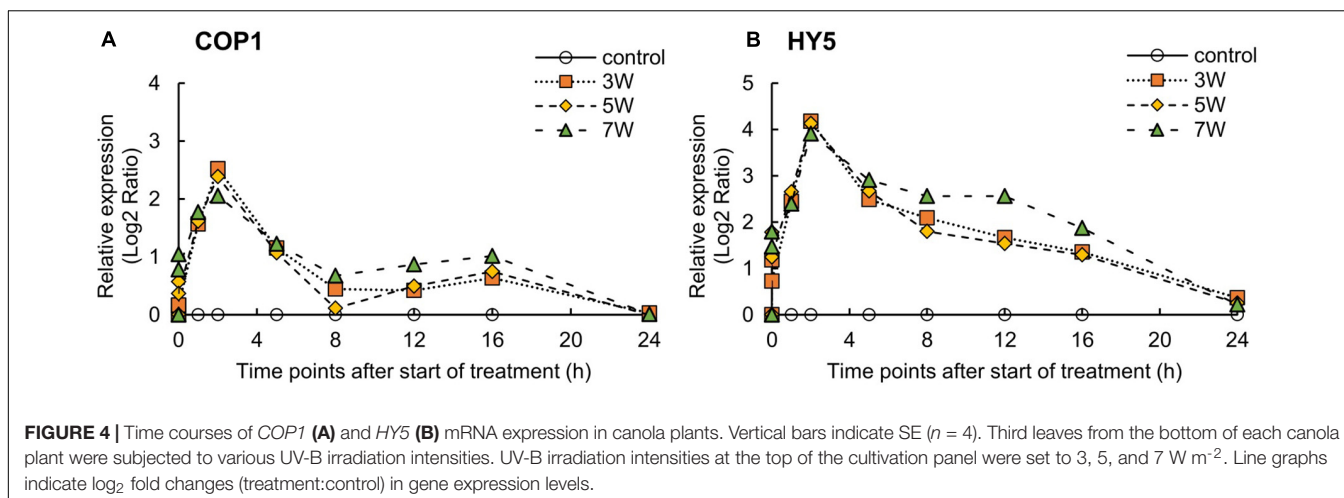 A COP1
control
3W
5W
7W
4
3
2
1
0
Relative expression
(Log2 Ratio)
0 4 8 12 16 20 24
Time points after start of treatment (h)
B HY5
control
3W
5W
7W
5
4
3
2
1
0
Relative expression
(Log2 Ratio)
0 4 8 12 16 20 24
Time points after start of treatment (h)
FIGURE 4 | Time courses of COP1 (A) and HY5 (B) mRNA expression in canola plants. Vertical bars indicate SE (n = 4). Third leaves from the bottom of each canola
plant were subjected to various UV-B irradiation intensities. UV-B irradiation intensities at the top of the cultivation panel were set to 3, 5, and 7 W m⁻². Line graphs
indicate log₂ fold changes (treatment:control) in gene expression levels.